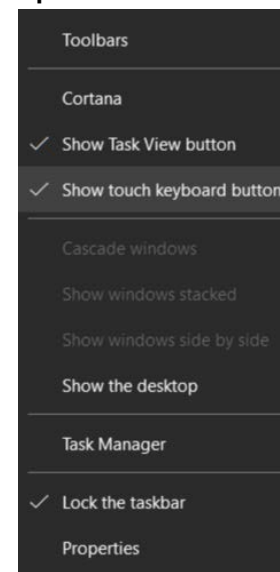 Toolbars
Cortana
Show Task View button
Show touch keyboard button
Cascade windows
Show windows stacked
Show windows side by side
Show the desktop
Task Manager
Lock the taskbar
Properties